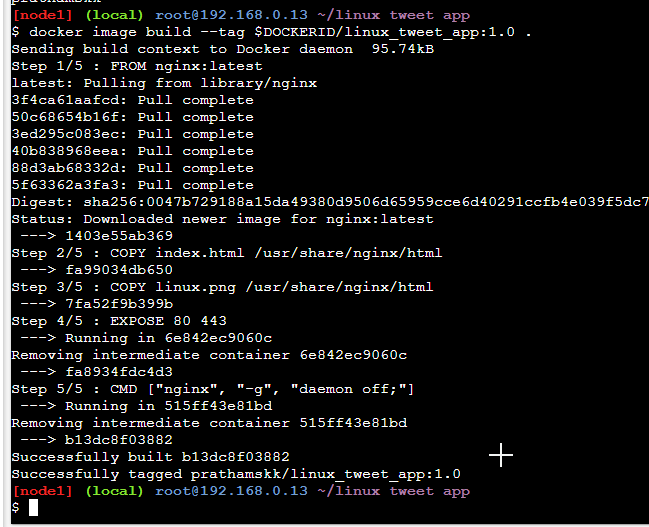 [node1] (local) root@192.168.0.13 ~/linux_tweet_app
$ docker image build --tag $DOCKERID/linux_tweet_app:1.0 .
Sending build context to Docker daemon  95.74kB
Step 1/5 : FROM nginx:latest
latest: Pulling from library/nginx
3f4ca61aafcd: Pull complete
50c68654b16f: Pull complete
3ed295c083ec: Pull complete
40b838968eea: Pull complete
88d3ab68332d: Pull complete
5f63362a3fa3: Pull complete
Digest: sha256:0047b729188a15da49380d9506d65959cce6d40291ccfb4e039f5dc7
Status: Downloaded newer image for nginx:latest
 ---> 1403e55ab369
Step 2/5 : COPY index.html /usr/share/nginx/html
 ---> fa99034db650
Step 3/5 : COPY linux.png /usr/share/nginx/html
 ---> 7fa52f9b399b
Step 4/5 : EXPOSE 80 443
 ---> Running in 6e842ec9060c
Removing intermediate container 6e842ec9060c
 ---> fa8934fdc4d3
Step 5/5 : CMD ["nginx", "-g", "daemon off;"]
 ---> Running in 515ff43e81bd
Removing intermediate container 515ff43e81bd
 ---> b13dc8f03882
Successfully built b13dc8f03882
Successfully tagged prathamskk/linux_tweet_app:1.0
[node1] (local) root@192.168.0.13 ~/linux_tweet_app
$